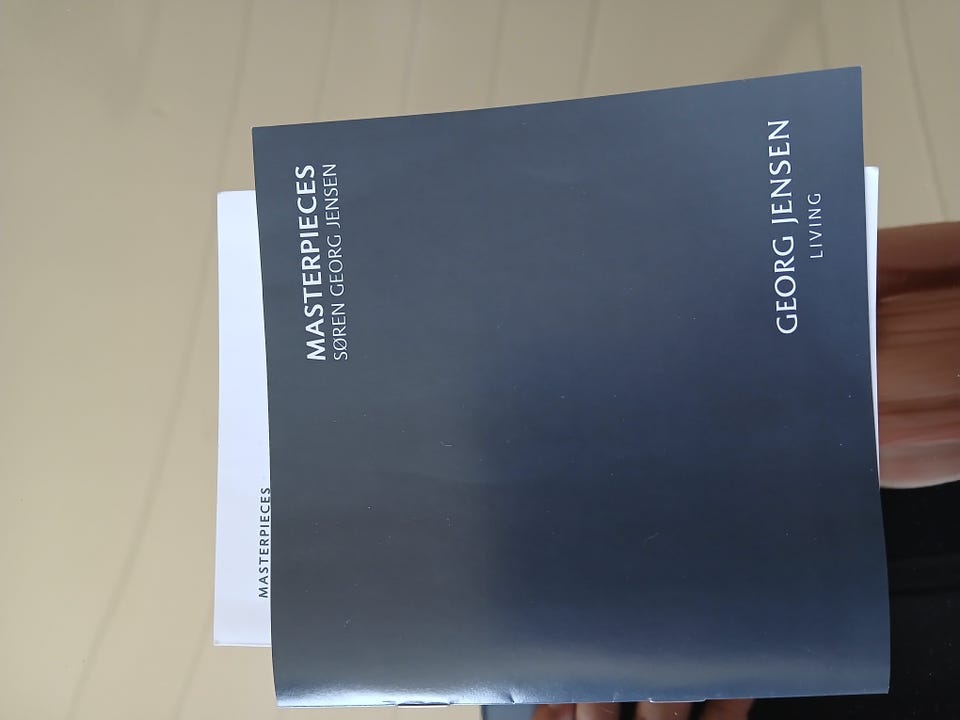 MASTERPIECES
SØREN GEORG JENSEN
GEORG JENSEN
LIVING
MASTERPIECES